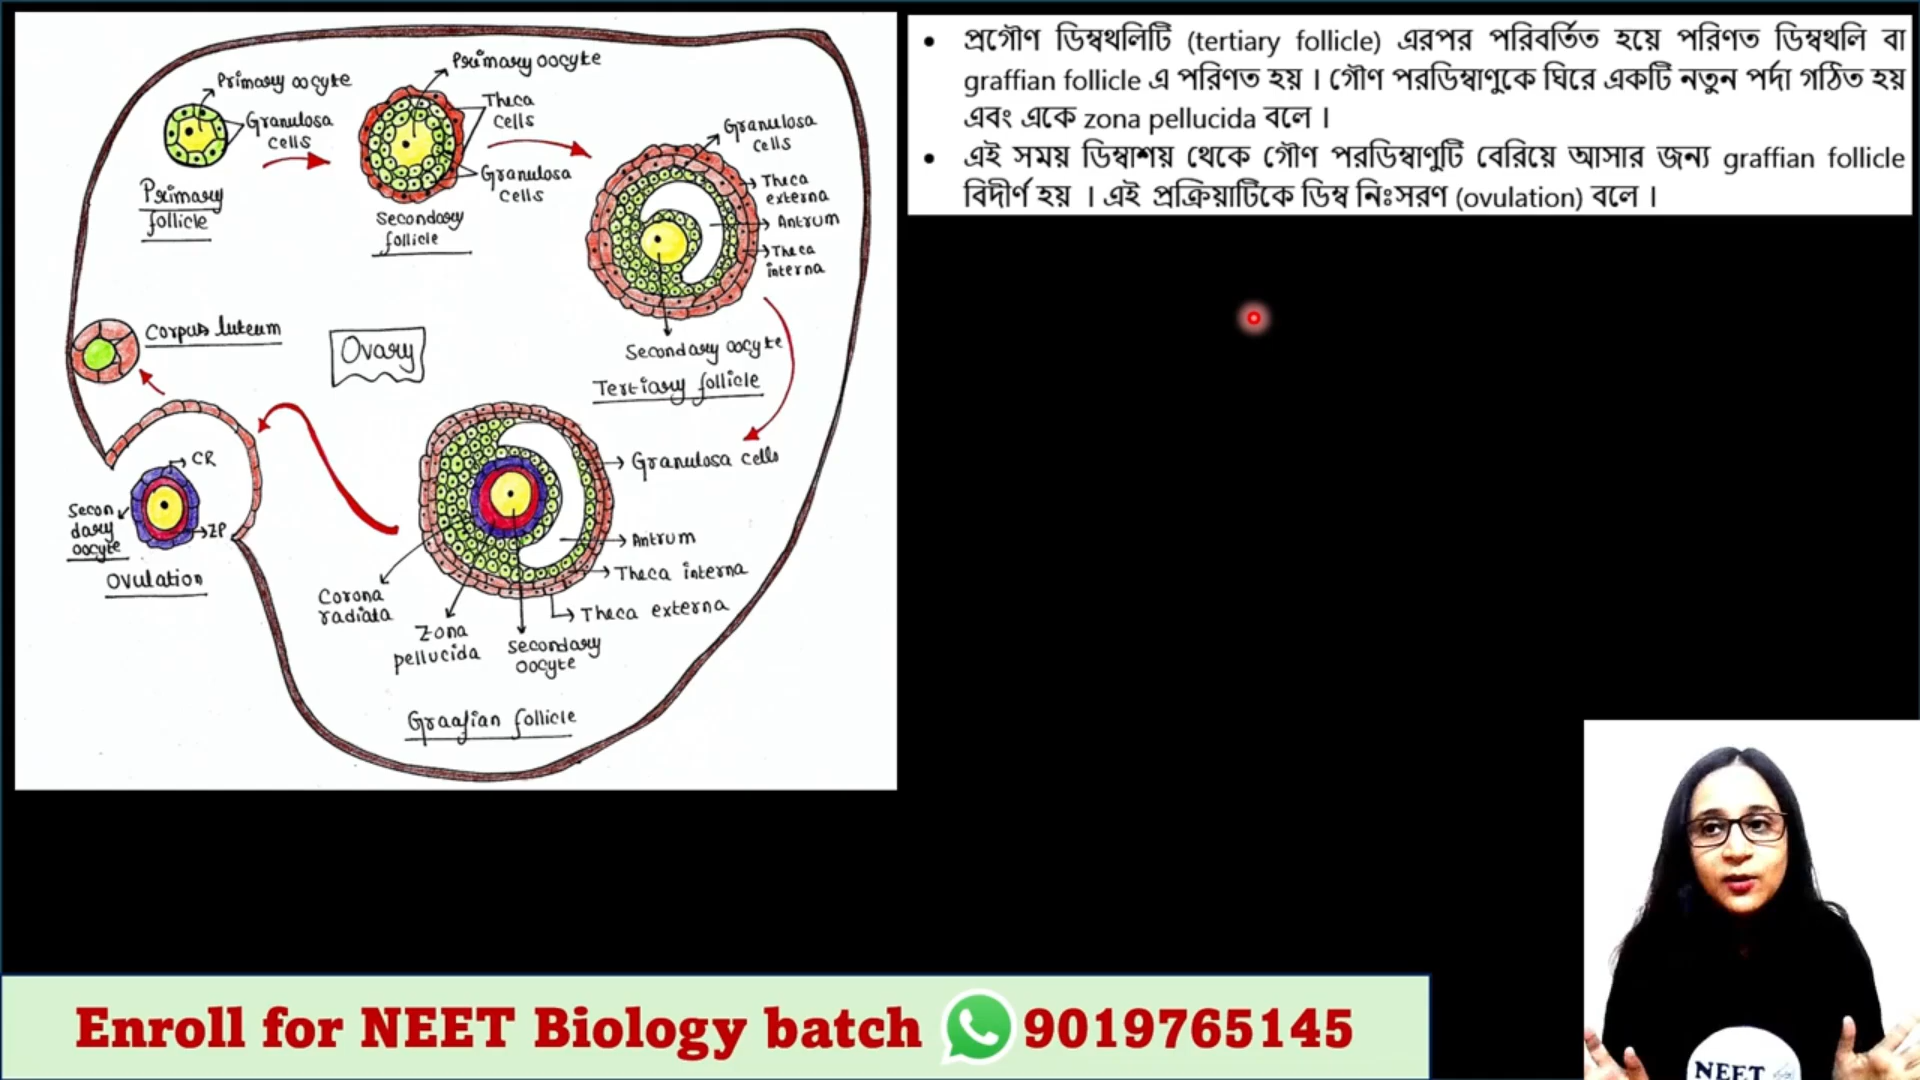 Primary oocyte
Granulosa
cells
Primary
follicle
Primary oocyte
Theca
cells
Granulosa
cells
Secondary
follicle
Granulosa
cells
Theca
externa
Antrum
Theca
interna
Secondary oocyte
Tertiary follicle
Corpus luteum
Ovary
CR
Secon
dary
oocyte
ZP
Ovulation
Granulosa cells
Antrum
Theca interna
Theca externa
Corona
radiata
Zona
pellucida
secondary
oocyte
Graafian follicle
• প্রগৌণ ডিম্বথলিটি (tertiary follicle) এরপর পরিবর্তিত হয়ে পরিণত ডিম্বথলি বা
graffian follicle এ পরিণত হয় । গৌণ পরডিম্বাণুকে ঘিরে একটি নতুন পর্দা গঠিত হয়
এবং একে zona pellucida বলে ।
• এই সময় ডিম্বাশয় থেকে গৌণ পরডিম্বাণুটি বেরিয়ে আসার জন্য graffian follicle
বিদীর্ণ হয় । এই প্রক্রিয়াটিকে ডিম্ব নিঃসরণ (ovulation) বলে ।
Enroll for NEET Biology batch 9019765145
NEET